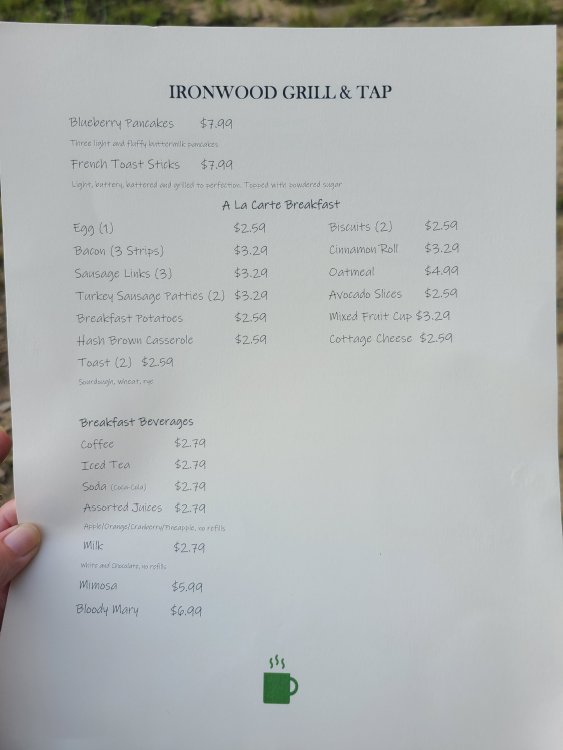 IRONWOOD GRILL & TAP
Blueberry Pancakes $7.99
Three light and fluffy buttermilk pancakes
French Toast Sticks $7.99
Light, buttery, battered and grilled to perfection. Topped with powdered sugar
A La Carte Breakfast
Egg (1) $2.59
Bacon (3 Strips) $3.29
Sausage Links (3) $3.29
Turkey Sausage Patties (2) $3.29
Breakfast Potatoes $2.59
Hash Brown Casserole $2.59
Toast (2) $2.59
Sourdough, wheat, rye
Biscuits (2) $2.59
Cinnamon Roll $3.29
Oatmeal $4.99
Avocado Slices $2.59
Mixed Fruit Cup $3.29
Cottage Cheese $2.59
Breakfast Beverages
Coffee $2.79
Iced Tea $2.79
Soda (Coca-Cola) $2.79
Assorted Juices $2.79
Apple/Orange/Cranberry/Pineapple, no refills
Milk $2.79
White and Chocolate, no refills
Mimosa $5.99
Bloody Mary $6.99